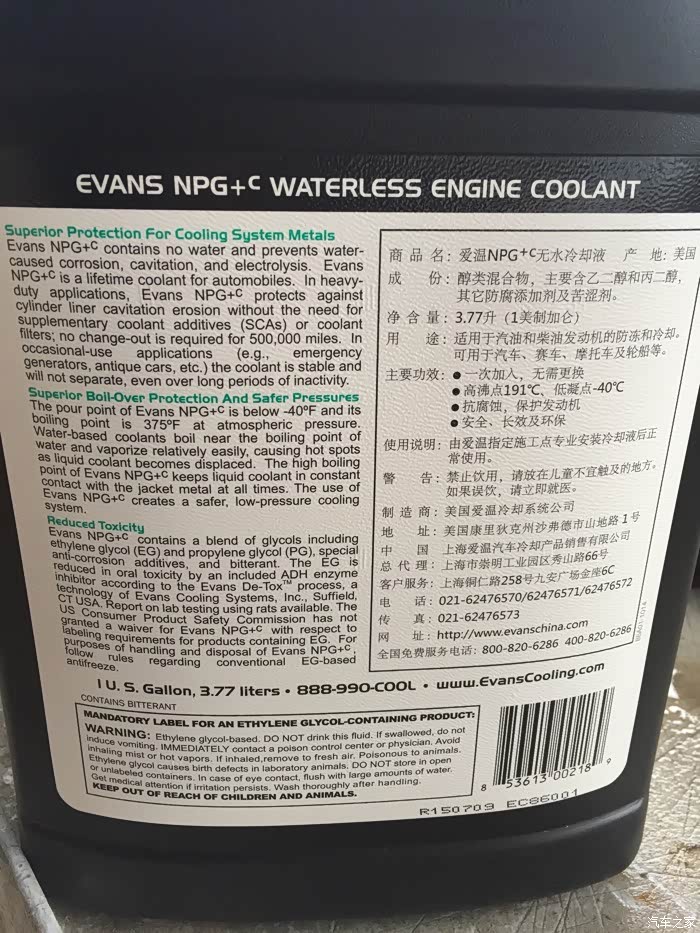 EVANS NPG+C WATERLESS ENGINE COOLANT
Superior Protection For Cooling System Metals
Evans NPG+C contains no water and prevents water-
caused corrosion, cavitation, and electrolysis. Evans
NPG+C is a lifetime coolant for automobiles. In heavy-
duty applications, Evans NPG+C protects against
cylinder liner cavitation erosion without the need for
supplementary coolant additives (SCAs) or coolant
filters; no change-out is required for 500,000 miles. In
occasional-use applications (e.g., emergency
generators, antique cars, etc.) the coolant is stable and
will not separate, even over long periods of inactivity.
Superior Boil-Over Protection And Safer Pressures
The pour point of Evans NPG+C is below -40ºF and its
boiling point is 375ºF at atmospheric pressure.
Water-based coolants boil near the boiling point of
water and vaporize relatively easily, causing hot spots
as liquid coolant becomes displaced. The high boiling
point of Evans NPG+C keeps liquid coolant in constant
contact with the jacket metal at all times. The use of
Evans NPG+C creates a safer, low-pressure cooling
system.
Reduced Toxicity
Evans NPG+C contains a blend of glycols including
ethylene glycol (EG) and propylene glycol (PG), special
anti-corrosion additives, and bitterant. The EG is
reduced in oral toxicity by an included ADH enzyme
inhibitor according to the Evans De-Tox™ process, a
technology of Evans Cooling Systems, Inc., Suffield,
CT USA. Report on lab testing using rats available. The
US Consumer Product Safety Commission has not
granted a waiver for Evans NPG+C with respect to
labeling requirements for products containing EG. For
purposes of handling and disposal of Evans NPG+C,
follow rules regarding conventional EG-based
antifreeze.
商 品 名: 爱温NPG+C无水冷却液 产 地: 美国
成 份: 醇类混合物，主要含乙二醇和丙二醇，
其它防腐添加剂及苦涩剂。
净 含 量: 3.77升（1美制加仑）
用 途: 适用于汽油和柴油发动机的防冻和冷却。
可用于汽车、赛车、摩托车及轮船等。
主要功效: ● 一次加入，无需更换
● 高沸点191℃、低凝点-40℃
● 抗腐蚀，保护发动机
● 安全、长效及环保
使用说明: 由爱温指定施工点专业安装冷却液后正
常使用。
警 告: 禁止饮用，请放在儿童不宜触及的地方。
如果误饮，请立即就医。
制 造 商: 美国爱温冷却系统公司
地 址: 美国康里狄克州沙弗德市山地路 1号
中 国 上海爱温汽车冷却产品销售有限公司
总 代 理: 上海市崇明工业园区秀山路66号
客户服务: 上海铜仁路258号九安广场金座6C
电 话: 021-62476570/62476571/62476572
传 真: 021-62476573
网 址: http://www.evanschina.com
全国免费服务电话: 800-820-6286 400-820-6286
1 U. S. Gallon, 3.77 liters • 888-990-COOL • www.EvansCooling.com
CONTAINS BITTERANT
MANDATORY LABEL FOR AN ETHYLENE GLYCOL-CONTAINING PRODUCT:
WARNING: Ethylene glycol-based. DO NOT drink this fluid. If swallowed, do not
induce vomiting. IMMEDIATELY contact a poison control center or physician. Avoid
inhaling mist or hot vapors. If inhaled,remove to fresh air. Poisonous to animals.
Ethylene glycol causes birth defects in laboratory animals. DO NOT store in open
or unlabeled containers. In case of eye contact, flush with large amounts of water.
Get medical attention if irritation persists. Wash thoroughly after handling.
KEEP OUT OF REACH OF CHILDREN AND ANIMALS.
8 53613 00218 9
R150709 EC86001
汽车之家